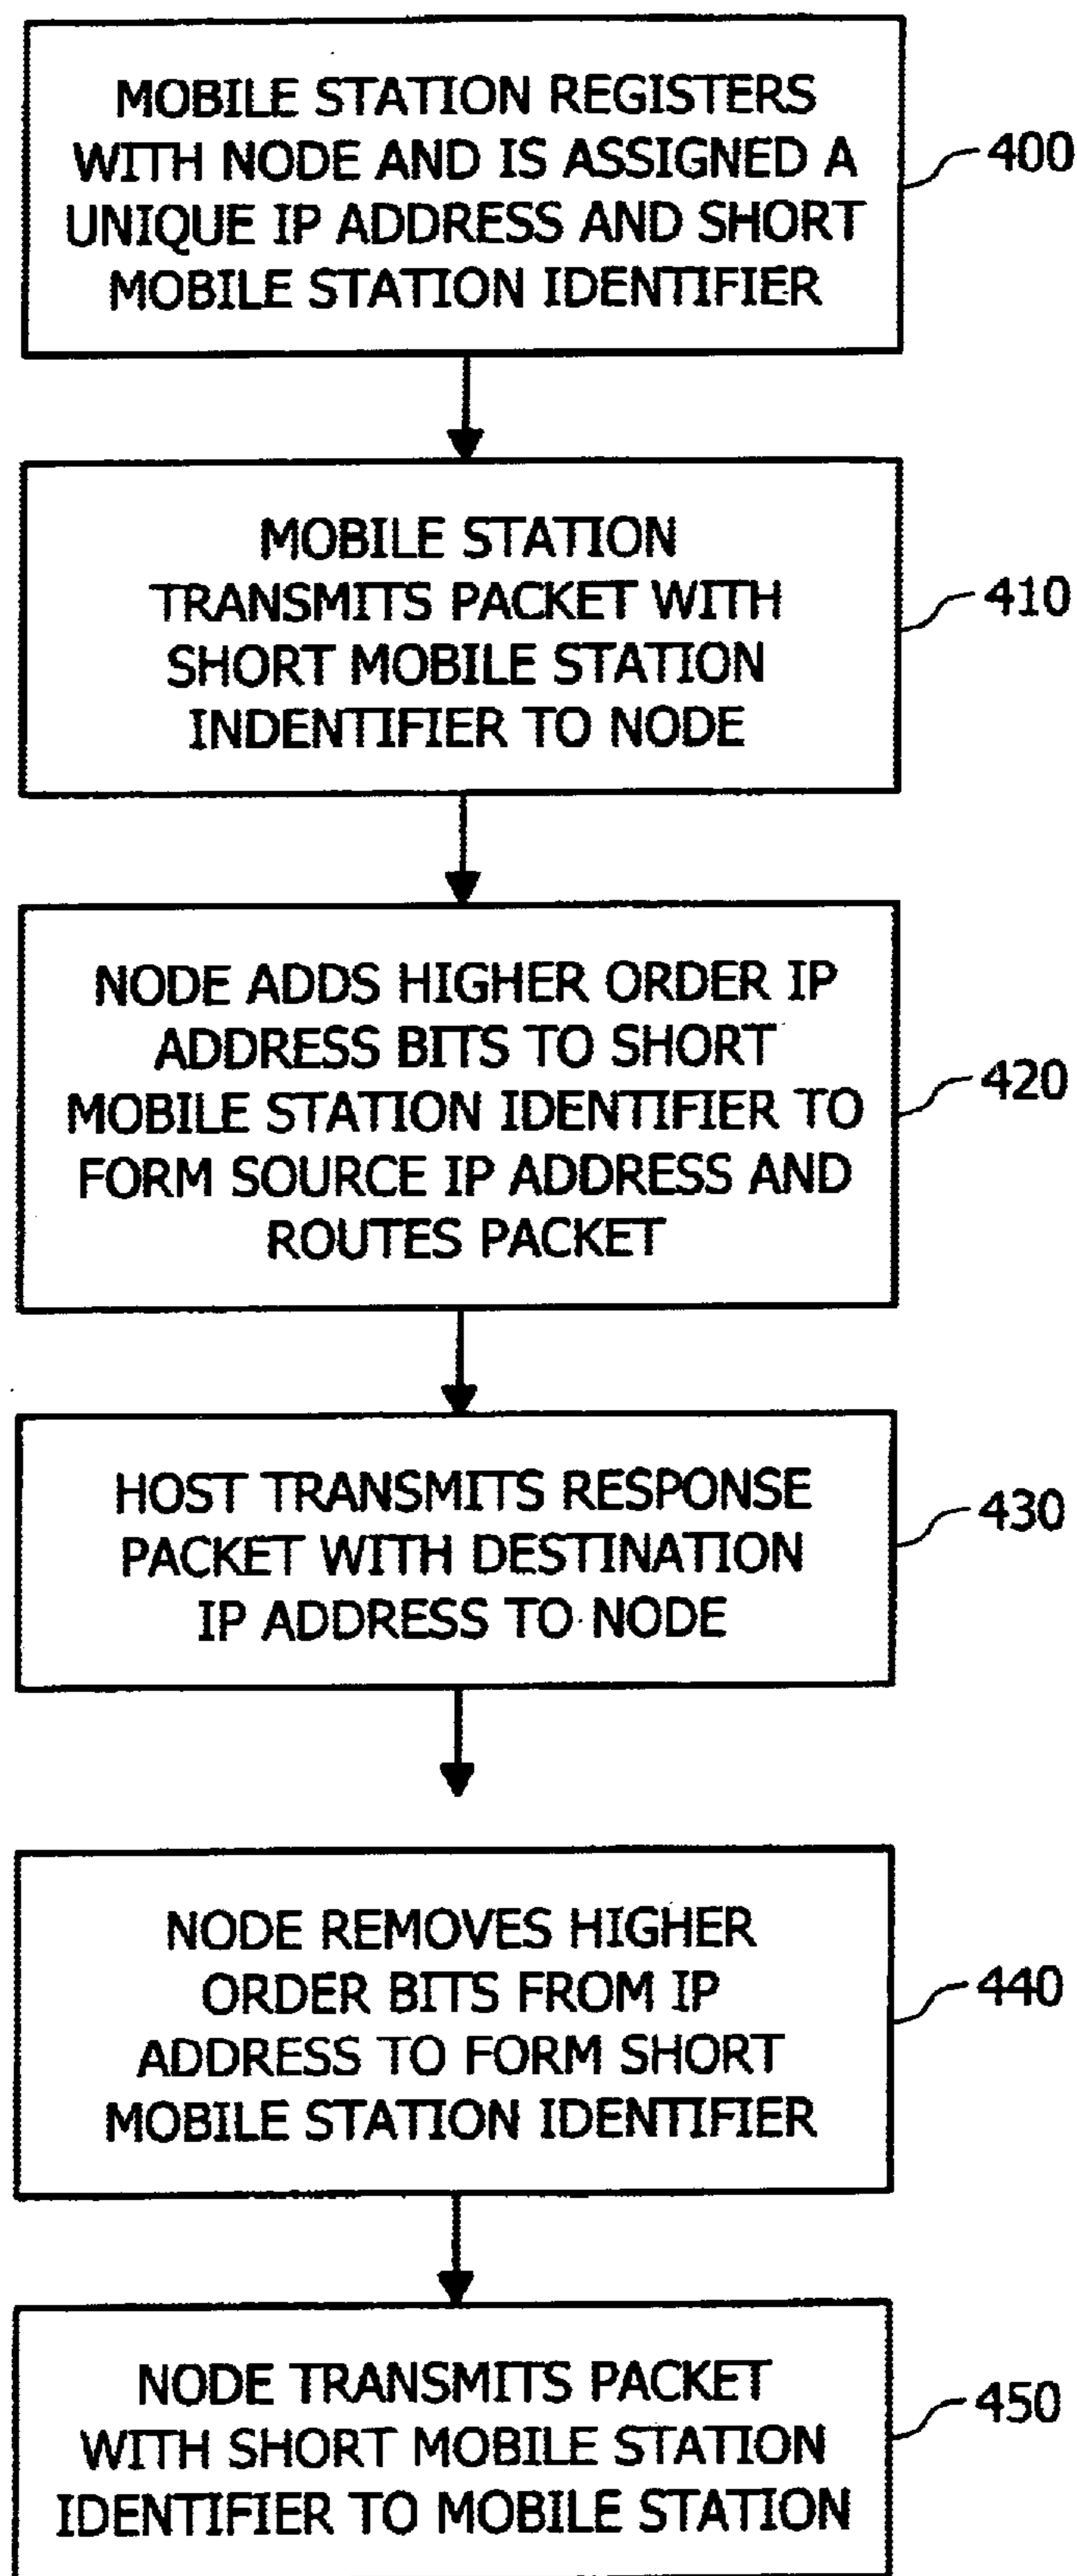 MOBILE STATION REGISTERS
WITH NODE AND IS ASSIGNED A
UNIQUE IP ADDRESS AND SHORT
MOBILE STATION IDENTIFIER
400
MOBILE STATION
TRANSMITS PACKET WITH
SHORT MOBILE STATION
INDENTIFIER TO NODE
410
NODE ADDS HIGHER ORDER IP
ADDRESS BITS TO SHORT
MOBILE STATION IDENTIFIER TO
FORM SOURCE IP ADDRESS AND
ROUTES PACKET
420
HOST TRANSMITS RESPONSE
PACKET WITH DESTINATION
IP ADDRESS TO NODE
430
NODE REMOVES HIGHER
ORDER BITS FROM IP
ADDRESS TO FORM SHORT
MOBILE STATION IDENTIFIER
440
NODE TRANSMITS PACKET
WITH SHORT MOBILE STATION
IDENTIFIER TO MOBILE STATION
450